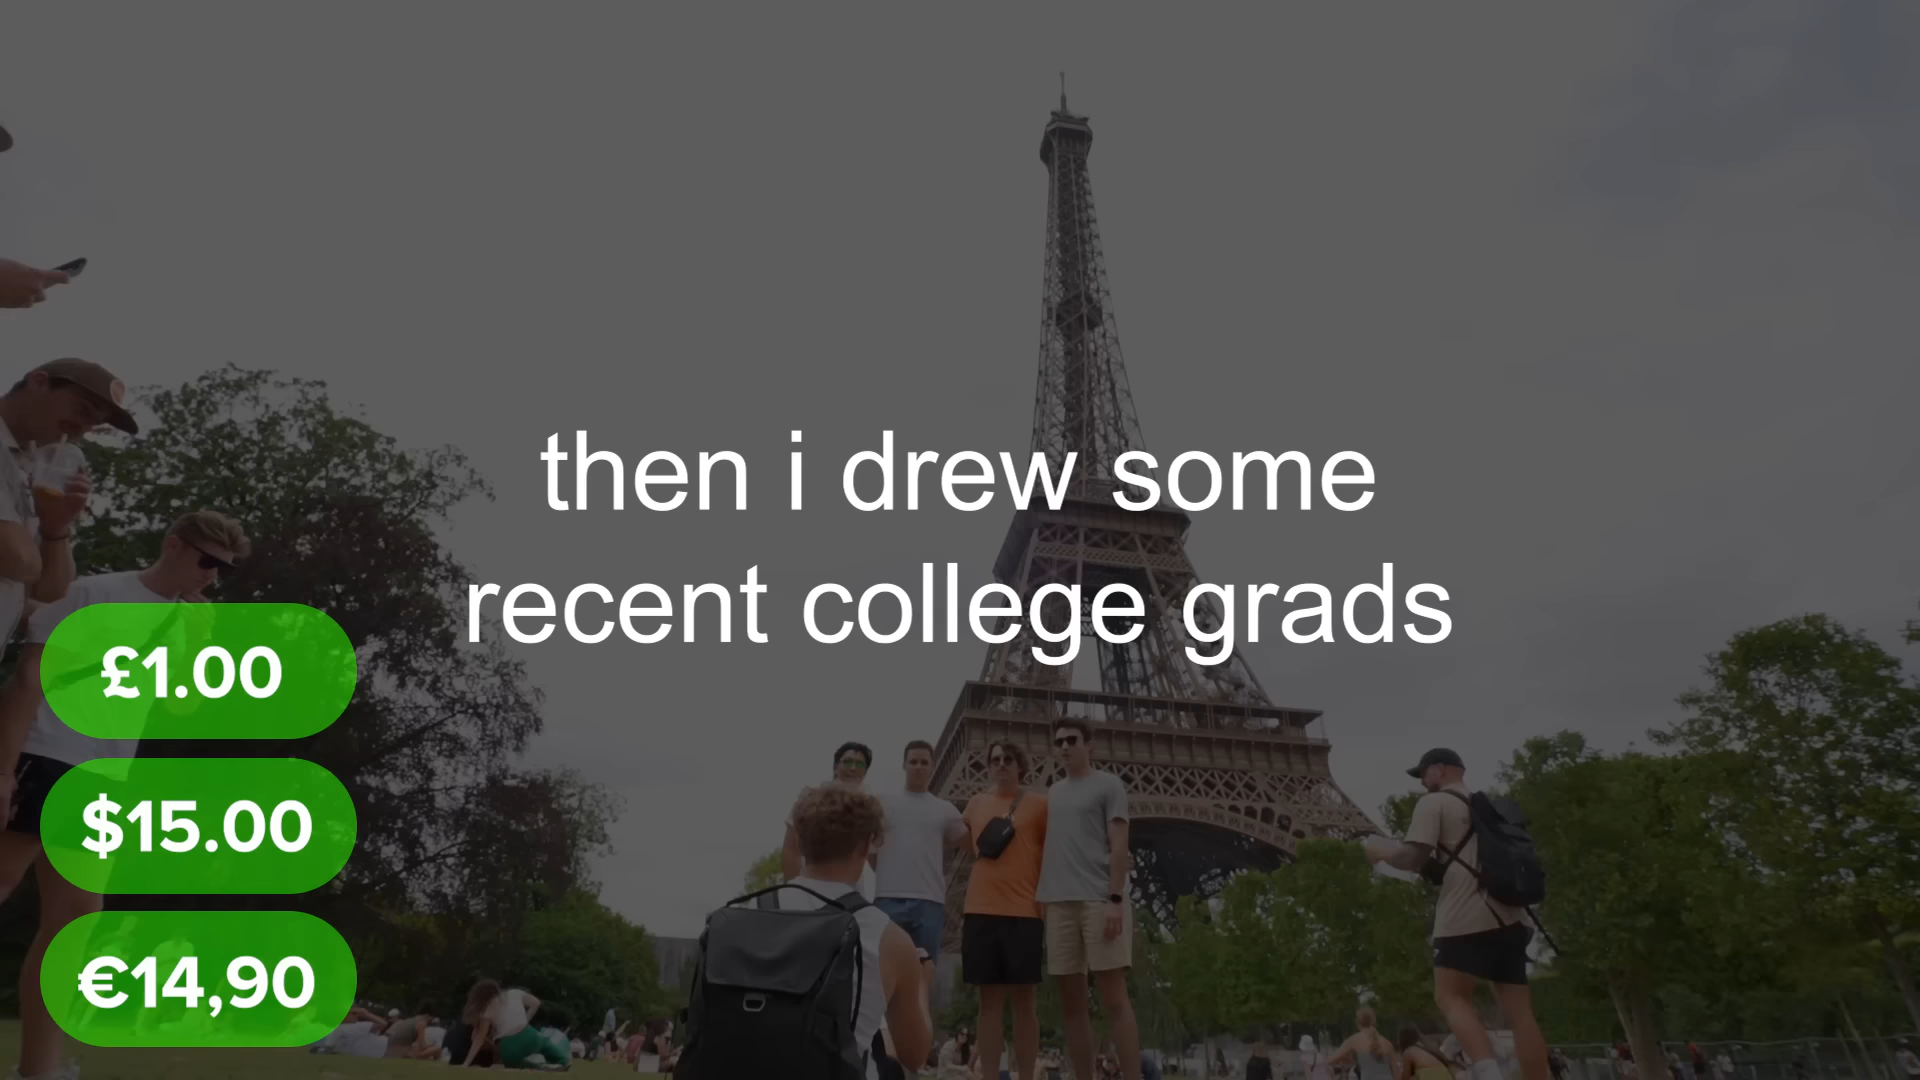 then i drew some
recent college grads
£1.00
$15.00
€14,90